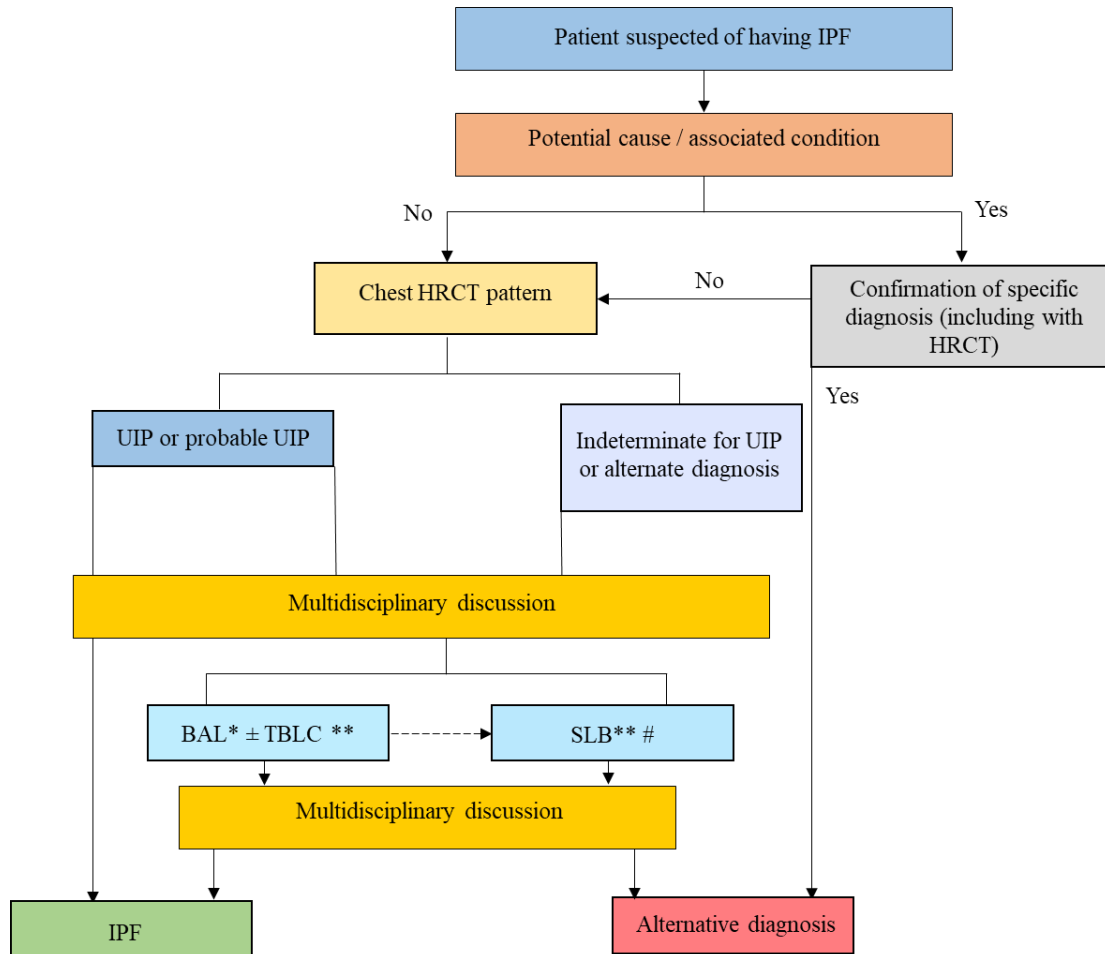 Patient suspected of having IPF
Potential cause / associated condition
No
Yes
Chest HRCT pattern
No
Confirmation of specific
diagnosis (including with
HRCT)
Yes
UIP or probable UIP
Indeterminate for UIP
or alternate diagnosis
Multidisciplinary discussion
BAL* ± TBLC **
SLB** #
Multidisciplinary discussion
IPF
Alternative diagnosis